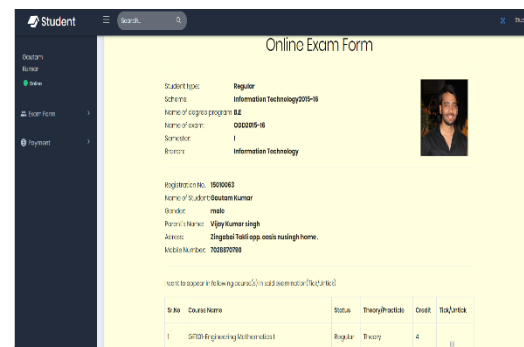 Student
Search..
Gautam
Kumar
Online
Exam Form
Payment
Online Exam Form
Student type: Regular
Scheme: Information Technology2015-16
Name of degree program B.E
Name of exam: ODD2015-16
Semester: I
Branch: Information Technology
Registration No. 15010063
Name of Student: Gautam Kumar
Gender: male
Parent's Name: Vijay Kumar singh
Adress: Zingabai Takli opp. oasis nusingh home.
Mobile Number: 7028870780
I want to appear in following course(s) in said examination (Tick/Untick)
Sr.No Course Name Status Theory/Practicle Credit Tick/Untick
1 Engineering Mathematics I Regular Theory 4